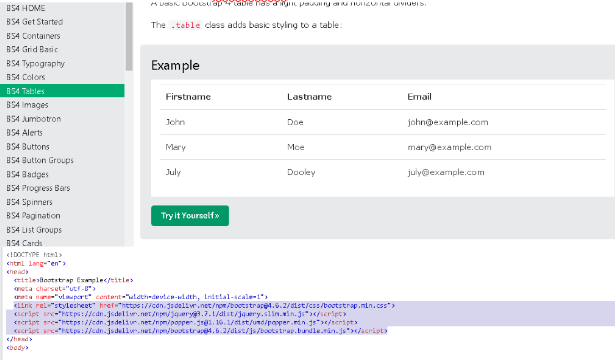 BS4 HOME
BS4 Get Started
BS4 Containers
BS4 Grid Basic
BS4 Typography
BS4 Colors
BS4 Tables
BS4 Images
BS4 Jumbotron
BS4 Alerts
BS4 Buttons
BS4 Button Groups
BS4 Badges
BS4 Progress Bars
BS4 Spinners
BS4 Pagination
BS4 List Groups
BS4 Cards
A basic Bootstrap 4 table has a light padding and horizontal dividers.
The .table class adds basic styling to a table:
Example
Firstname Lastname Email
John Doe john@example.com
Mary Moe mary@example.com
July Dooley july@example.com
Try it Yourself »
<!DOCTYPE html>
<html lang="en">
<head>
<title>Bootstrap Example</title>
<meta charset="utf-8">
<meta name="viewport" content="width=device-width, initial-scale=1">
<link rel="stylesheet" href="https://cdn.jsdelivr.net/npm/bootstrap@4.6.2/dist/css/bootstrap.min.css">
<script src="https://cdn.jsdelivr.net/npm/jquery@3.7.1/dist/jquery.slim.min.js"></script>
<script src="https://cdn.jsdelivr.net/npm/popper.js@1.16.1/dist/umd/popper.min.js"></script>
<script src="https://cdn.jsdelivr.net/npm/bootstrap@4.6.2/dist/js/bootstrap.bundle.min.js"></script>
</head>
<body>